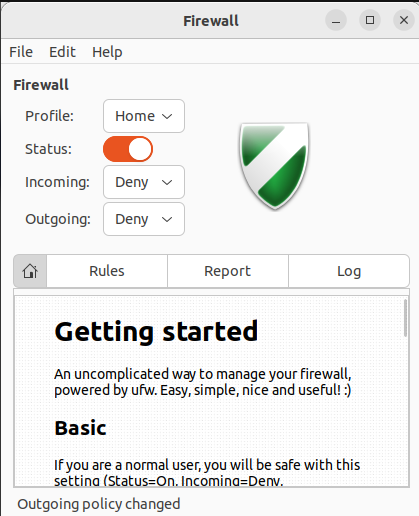 Firewall
File Edit Help
Firewall
Profile: Home
Status:
Incoming: Deny
Outgoing: Deny
Rules Report Log
Getting started
An uncomplicated way to manage your firewall,
powered by ufw. Easy, simple, nice and useful! :)
Basic
If you are a normal user, you will be safe with this
setting (Status=On, Incoming=Deny,
Outgoing policy changed